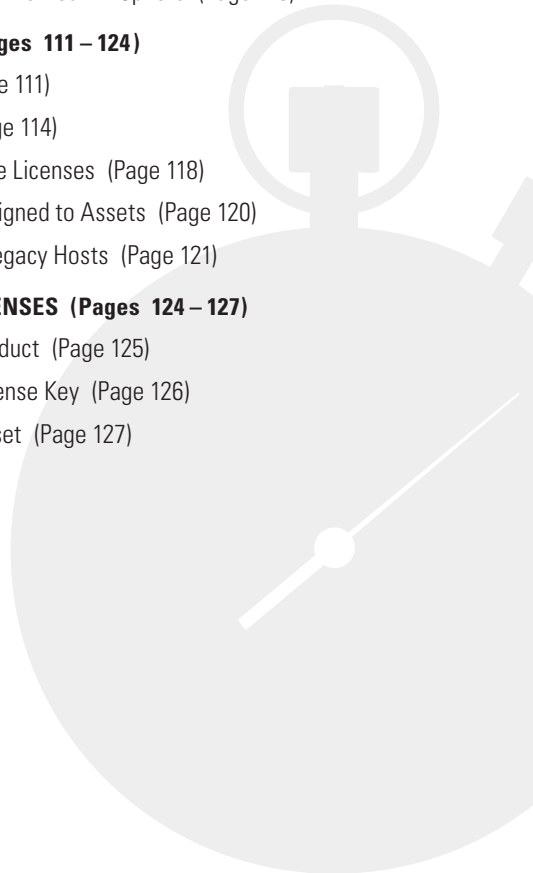 ges 111 – 124)
e 111)
ge 114)
e Licenses (Page 118)
igned to Assets (Page 120)
egacy Hosts (Page 121)
ENSES (Pages 124 – 127)
duct (Page 125)
ense Key (Page 126)
set (Page 127)